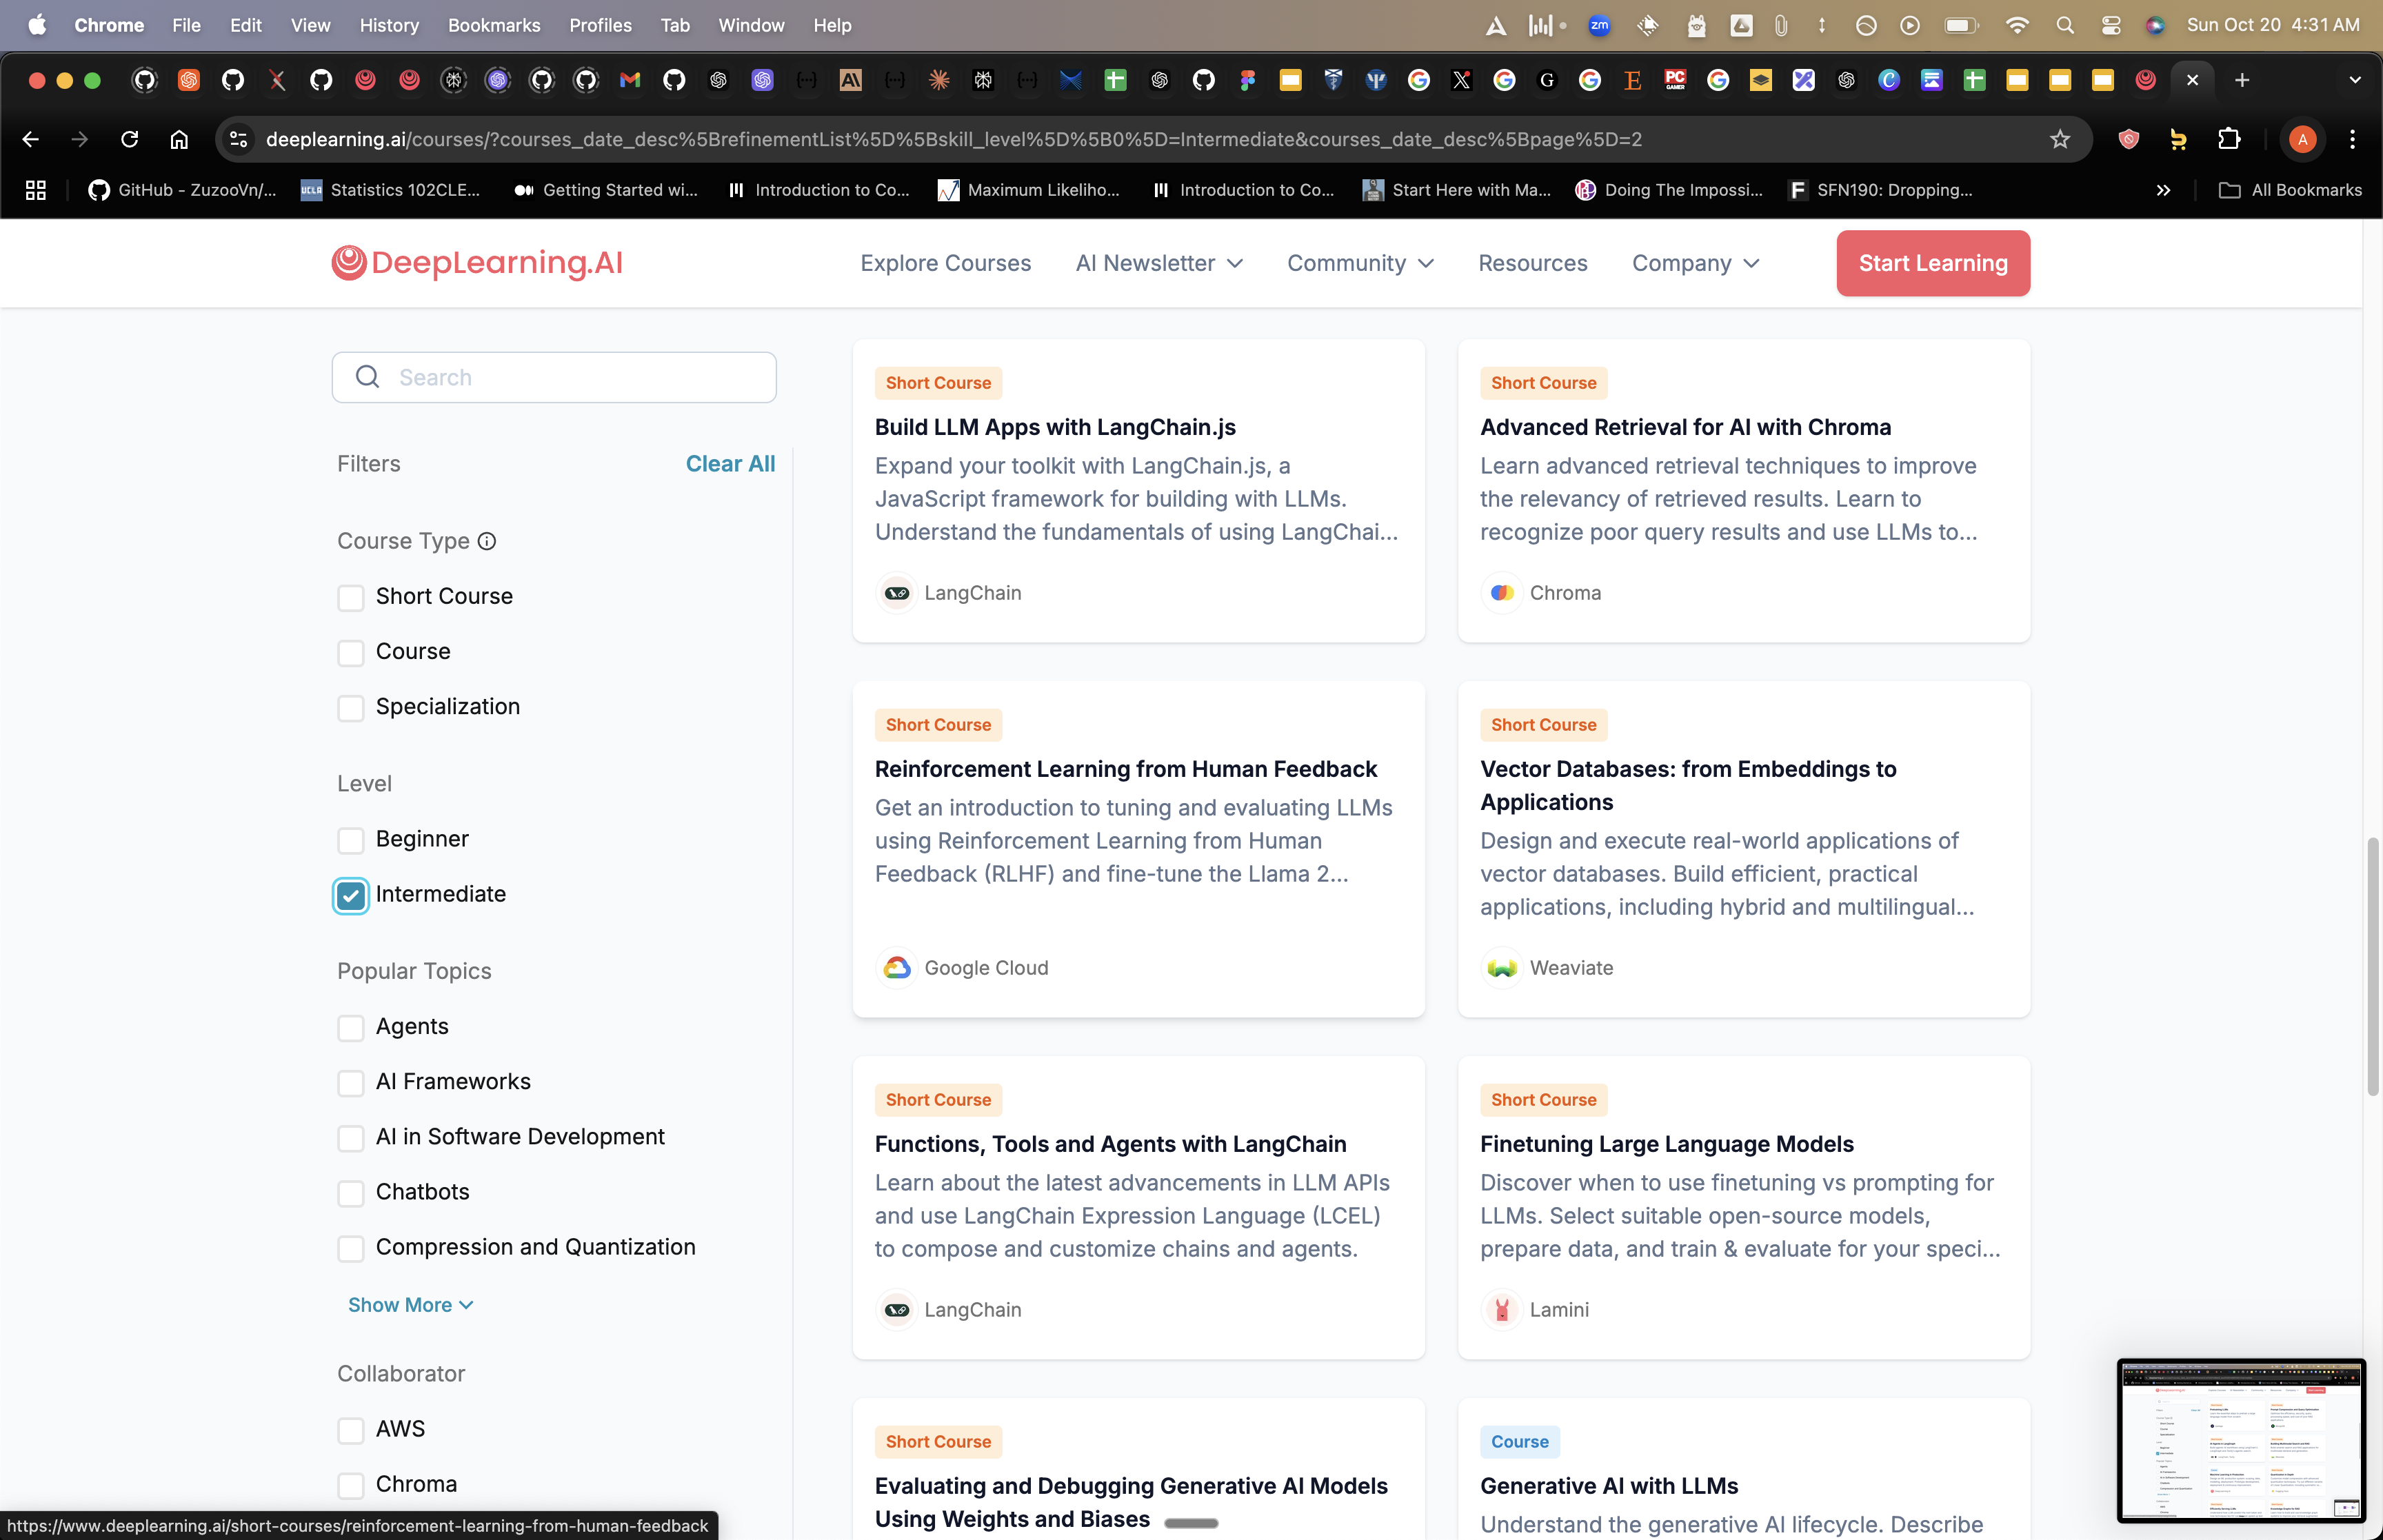 Chrome File Edit View History Bookmarks Profiles Tab Window Help
zm
Sun Oct 20 4:31 AM
deeplearning.ai/courses/?courses_date_desc%5BrefinementList%5D%5Bskill_level%5D%5B0%5D=Intermediate&courses_date_desc%5Bpage%5D=2
A
GitHub - ZuzooVn/...
UCLA Statistics 102CLE...
Getting Started wi...
Introduction to Co...
Maximum Likeliho...
Introduction to Co...
Start Here with Ma...
Doing The Impossi...
SFN190: Dropping...
All Bookmarks
DeepLearning.AI
Explore Courses
AI Newsletter
Community
Resources
Company
Start Learning
Search
Filters
Clear All
Course Type
Short Course
Course
Specialization
Level
Beginner
Intermediate
Popular Topics
Agents
AI Frameworks
AI in Software Development
Chatbots
Compression and Quantization
Show More
Collaborator
AWS
Chroma
Short Course
Build LLM Apps with LangChain.js
Expand your toolkit with LangChain.js, a
JavaScript framework for building with LLMs.
Understand the fundamentals of using LangChai...
LangChain
Short Course
Advanced Retrieval for AI with Chroma
Learn advanced retrieval techniques to improve
the relevancy of retrieved results. Learn to
recognize poor query results and use LLMs to...
Chroma
Short Course
Reinforcement Learning from Human Feedback
Get an introduction to tuning and evaluating LLMs
using Reinforcement Learning from Human
Feedback (RLHF) and fine-tune the Llama 2...
Google Cloud
Short Course
Vector Databases: from Embeddings to
Applications
Design and execute real-world applications of
vector databases. Build efficient, practical
applications, including hybrid and multilingual...
Weaviate
Short Course
Functions, Tools and Agents with LangChain
Learn about the latest advancements in LLM APIs
and use LangChain Expression Language (LCEL)
to compose and customize chains and agents.
LangChain
Short Course
Finetuning Large Language Models
Discover when to use finetuning vs prompting for
LLMs. Select suitable open-source models,
prepare data, and train & evaluate for your speci...
Lamini
Short Course
Evaluating and Debugging Generative AI Models
Using Weights and Biases
Course
Generative AI with LLMs
Understand the generative AI lifecycle. Describe
https://www.deeplearning.ai/short-courses/reinforcement-learning-from-human-feedback